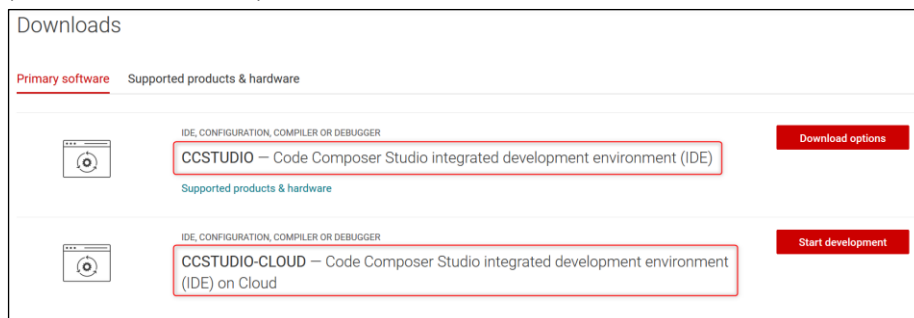 Downloads
Primary software Supported products & hardware
IDE, CONFIGURATION, COMPILER OR DEBUGGER
CCSTUDIO — Code Composer Studio integrated development environment (IDE)
Download options
Supported products & hardware
IDE, CONFIGURATION, COMPILER OR DEBUGGER
CCSTUDIO-CLOUD — Code Composer Studio integrated development environment
(IDE) on Cloud
Start development